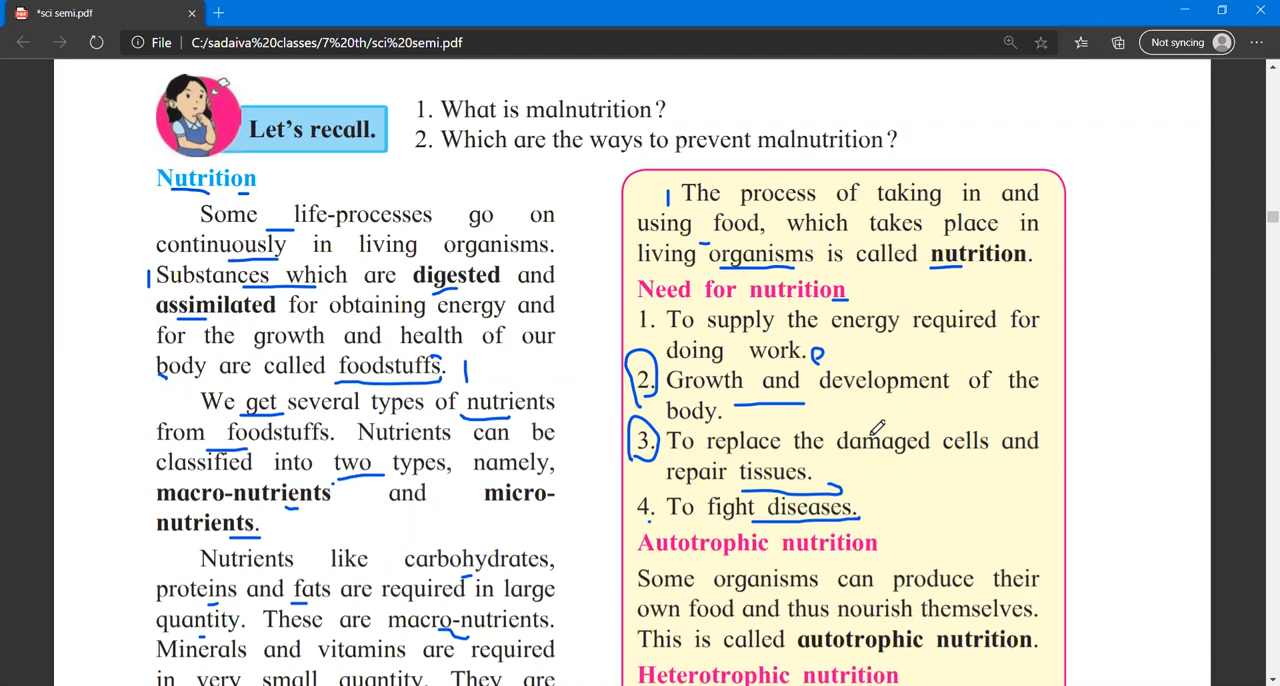 *sci semi.pdf
File C:/sadaiva%20classes/7%20th/sci%20semi.pdf
Not syncing
Let's recall.
1. What is malnutrition?
2. Which are the ways to prevent malnutrition?
Nutrition
Some life-processes go on
continuously in living organisms.
Substances which are digested and
assimilated for obtaining energy and
for the growth and health of our
body are called foodstuffs.
We get several types of nutrients
from foodstuffs. Nutrients can be
classified into two types, namely,
macro-nutrients and micro-
nutrients.
Nutrients like carbohydrates,
proteins and fats are required in large
quantity. These are macro-nutrients.
Minerals and vitamins are required
in very small quantity. They are
The process of taking in and
using food, which takes place in
living organisms is called nutrition.
Need for nutrition
1. To supply the energy required for
doing work.
2. Growth and development of the
body.
3. To replace the damaged cells and
repair tissues.
4. To fight diseases.
Autotrophic nutrition
Some organisms can produce their
own food and thus nourish themselves.
This is called autotrophic nutrition.
Heterotrophic nutrition